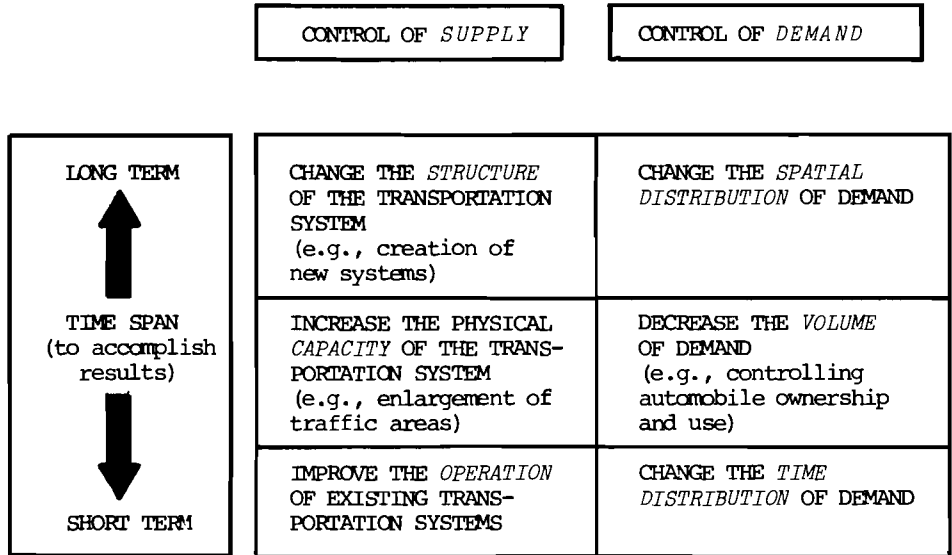 CONTROL OF SUPPLY
CONTROL OF DEMAND
LONG TERM
TIME SPAN
(to accomplish
results)
SHORT TERM
CHANGE THE STRUCTURE
OF THE TRANSPORTATION
SYSTEM
(e.g., creation of
new systems)
CHANGE THE SPATIAL
DISTRIBUTION OF DEMAND
INCREASE THE PHYSICAL
CAPACITY OF THE TRANS-
PORTATION SYSTEM
(e.g., enlargement of
traffic areas)
DECREASE THE VOLUME
OF DEMAND
(e.g., controlling
automobile ownership
and use)
IMPROVE THE OPERATION
OF EXISTING TRANS-
PORTATION SYSTEMS
CHANGE THE TIME
DISTRIBUTION OF DEMAND